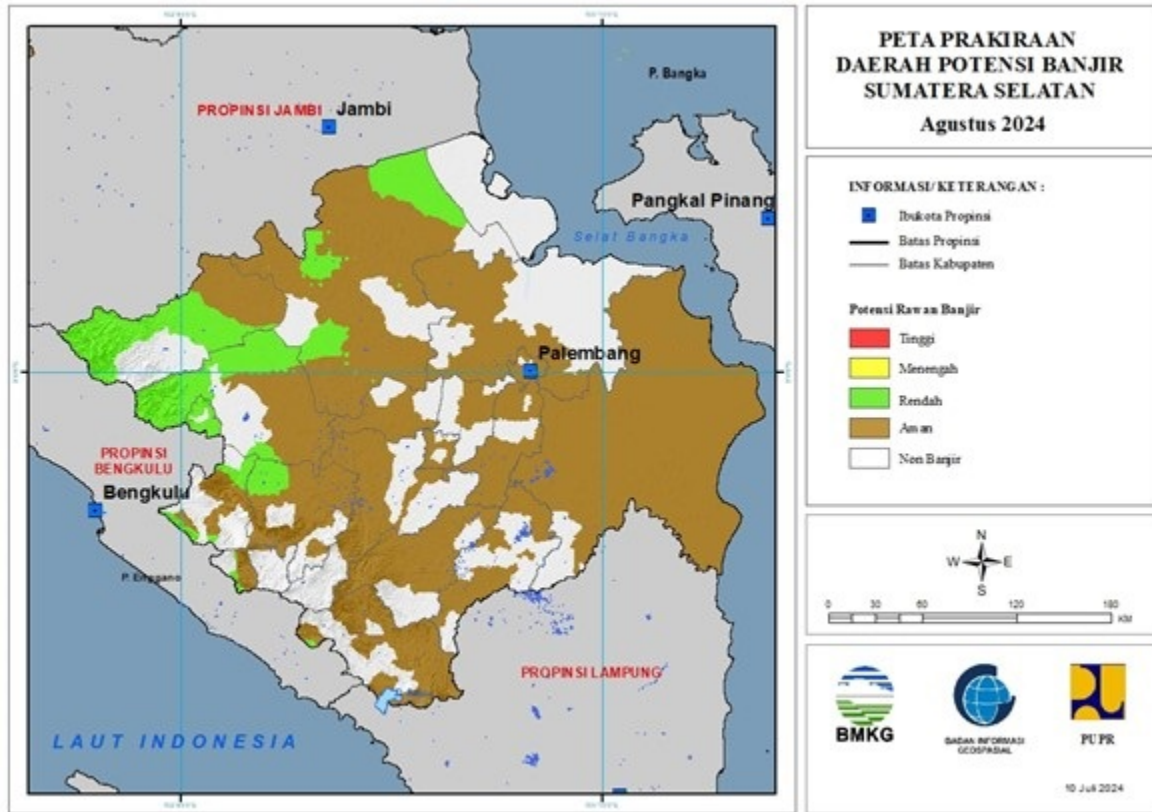 PETA PRAKIRAAN
DAERAH POTENSI BANJIR
SUMATERA SELATAN
Agustus 2024
INFORMASI/KETERANGAN :
Ibukota Propinsi
Batas Propinsi
Batas Kabupaten
Potensi Rawan Banjir
Tinggi
Menengah
Rendah
Aman
Non Banjir
N
W E
S
0 30 60 120 180
KM
BMKG
BADAN INFORMASI
GEOSPASIAL
PUPR
10 Juli 2024
P. Bangka
PROPINSI JAMBI
Jambi
Pangkal Pinang
Selat Bangka
Palembang
PROPINSI
BENGKULU
Bengkulu
P. Enggano
PROPINSI LAMPUNG
LAUT INDONESIA